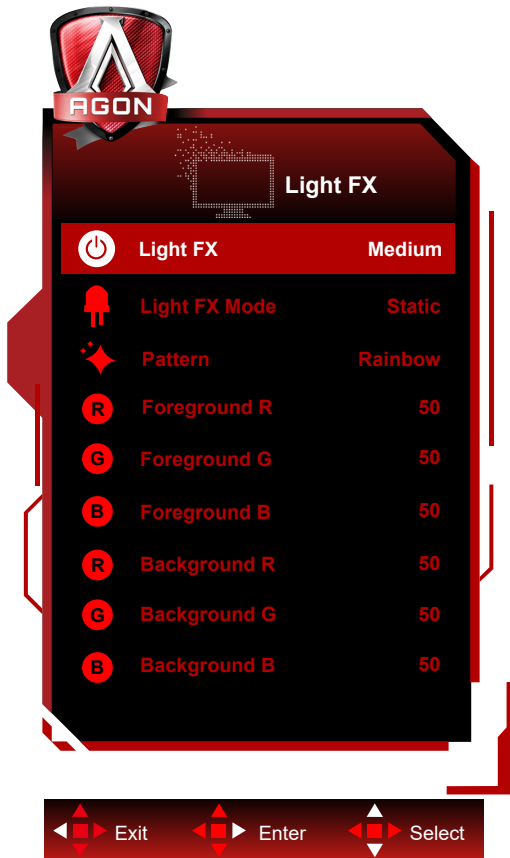 AGON
Light FX
Light FX Medium
Light FX Mode Static
Pattern Rainbow
R Foreground R 50
G Foreground G 50
B Foreground B 50
R Background R 50
G Background G 50
B Background B 50
Exit Enter Select